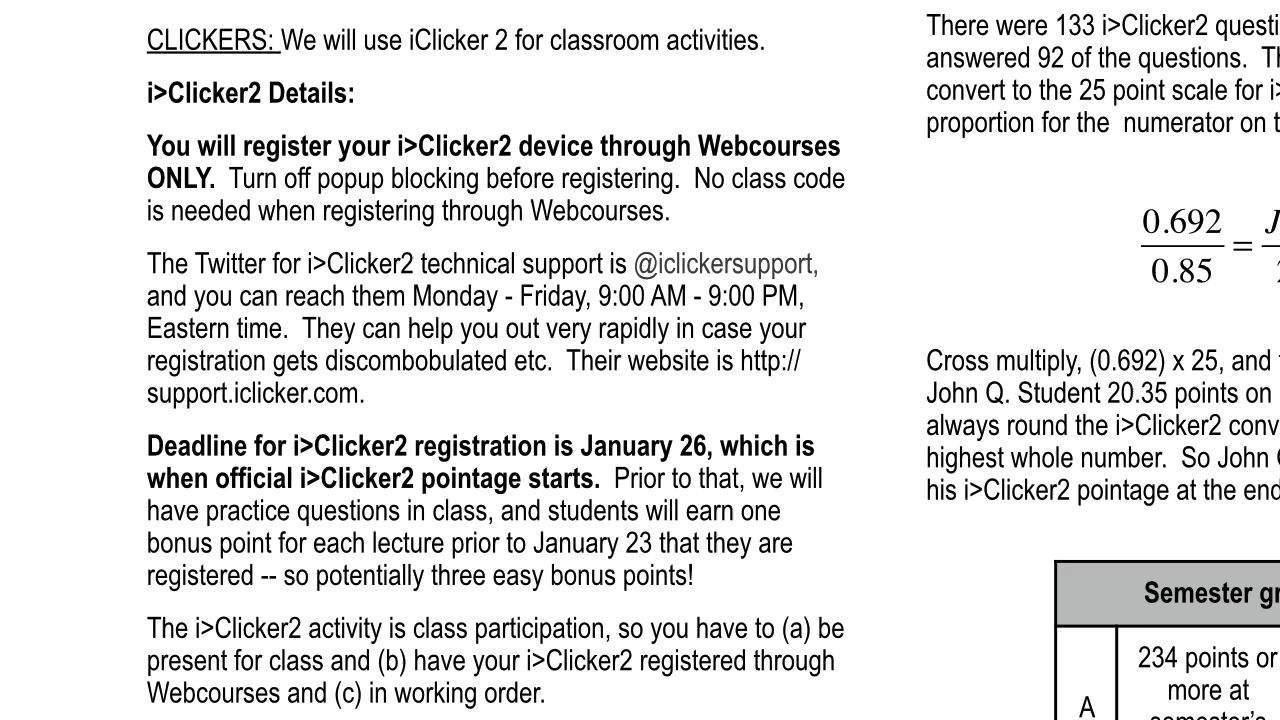 CLICKERS: We will use iClicker 2 for classroom activities.
i>Clicker2 Details:
You will register your i>Clicker2 device through Webcourses
ONLY.  Turn off popup blocking before registering.  No class code
is needed when registering through Webcourses.
The Twitter for i>Clicker2 technical support is @iclickersupport,
and you can reach them Monday - Friday, 9:00 AM - 9:00 PM,
Eastern time.  They can help you out very rapidly in case your
registration gets discombobulated etc.  Their website is http://
support.iclicker.com.
Deadline for i>Clicker2 registration is January 26, which is
when official i>Clicker2 pointage starts.  Prior to that, we will
have practice questions in class, and students will earn one
bonus point for each lecture prior to January 23 that they are
registered -- so potentially three easy bonus points!
The i>Clicker2 activity is class participation, so you have to (a) be
present for class and (b) have your i>Clicker2 registered through
Webcourses and (c) in working order.
There were 133 i>Clicker2
answered 92 of the questions.
convert to the 25 point scale for
proportion for the  numerator on
0.692
0.85
=
Cross multiply, (0.692) x 25, and
John Q. Student 20.35 points on
always round the i>Clicker2
highest whole number.  So John
his i>Clicker2 pointage at the
Semester
A
234 points or
more at
semester's